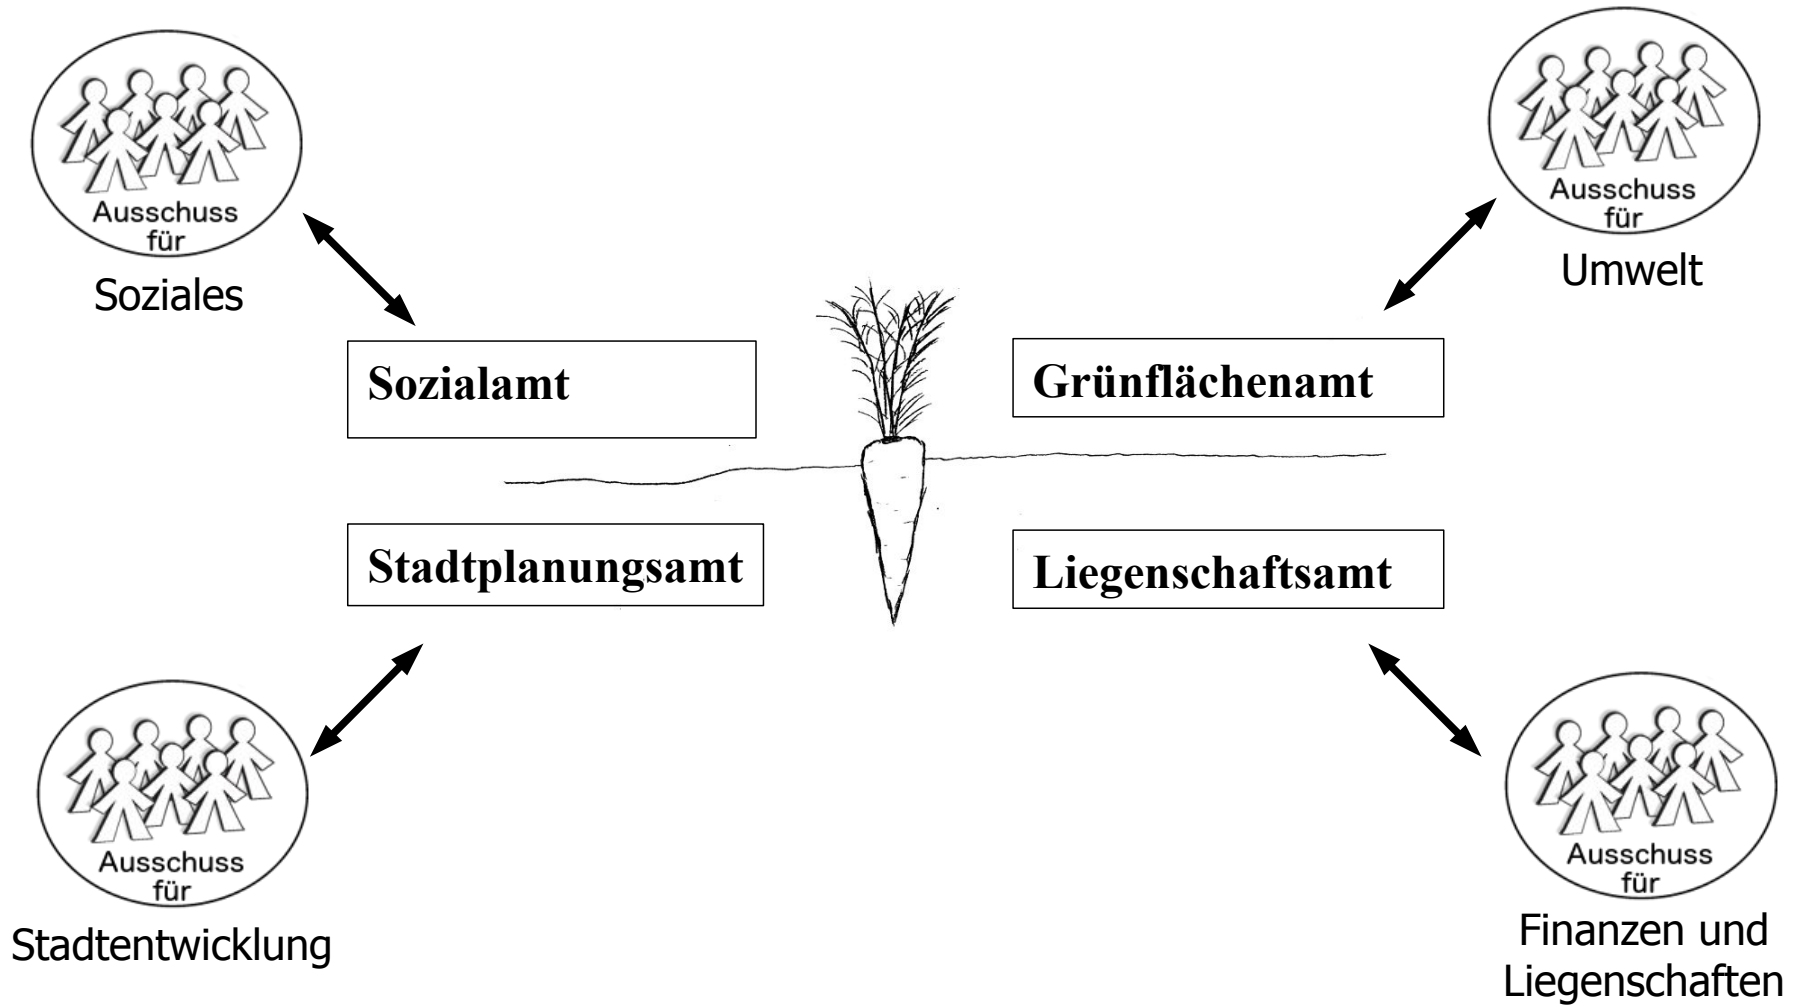 Ausschuss
für
Soziales
Ausschuss
für
Umwelt
Sozialamt
Grünflächenamt
Stadtplanungsamt
Liegenschaftsamt
Ausschuss
für
Stadtentwicklung
Ausschuss
für
Finanzen und
Liegenschaften